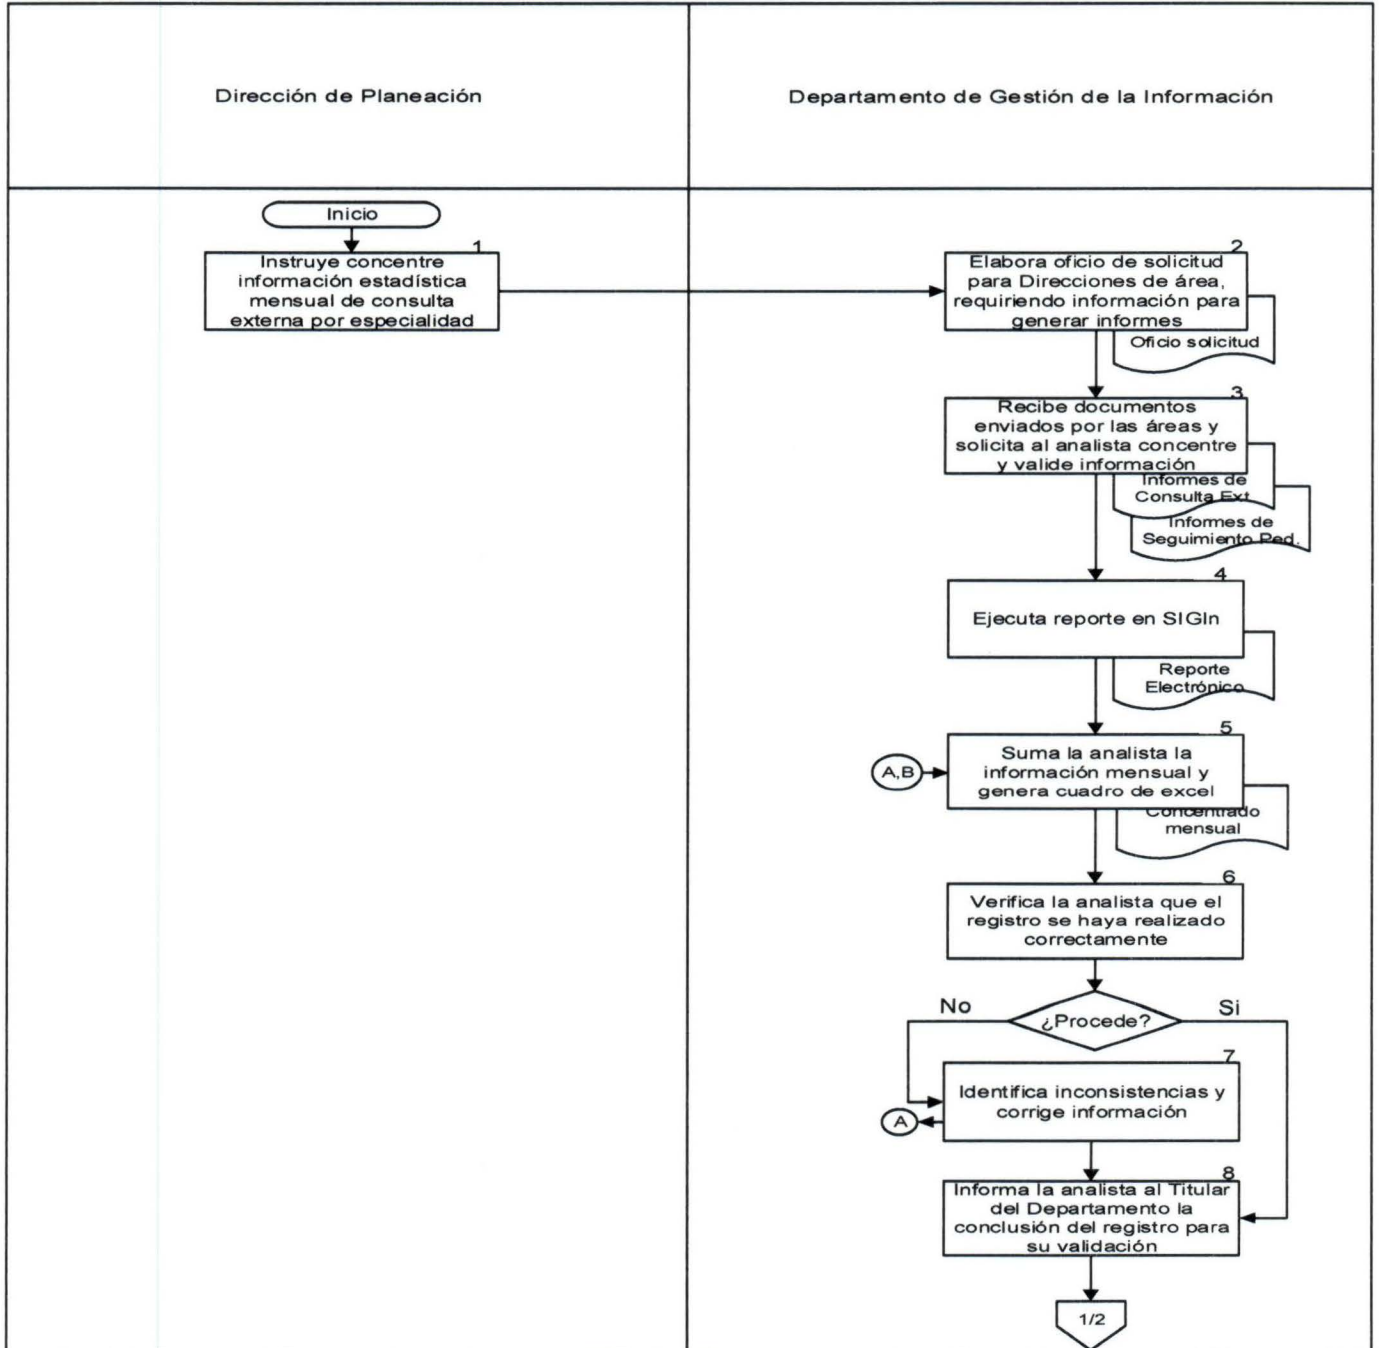 Dirección de Planeación
Departamento de Gestión de la Información
Inicio
1
Instruye concentre
información estadística
mensual de consulta
externa por especialidad
2
Elabora oficio de solicitud
para Direcciones de área,
requiriendo información para
generar informes
Oficio solicitud
3
Recibe documentos
enviados por las áreas y
solicita al analista concentre
y valide información
Informes de
Consulta Ext
Informes de
Seguimiento Ped.
4
Ejecuta reporte en SIGIn
Reporte
Electrónico
5
A,B
Suma la analista la
información mensual y
genera cuadro de excel
Concentrado
mensual
6
Verifica la analista que el
registro se haya realizado
correctamente
No
¿Procede?
Si
7
Identifica inconsistencias y
corrige información
A
8
Informa la analista al Titular
del Departamento la
conclusión del registro para
su validación
1/2